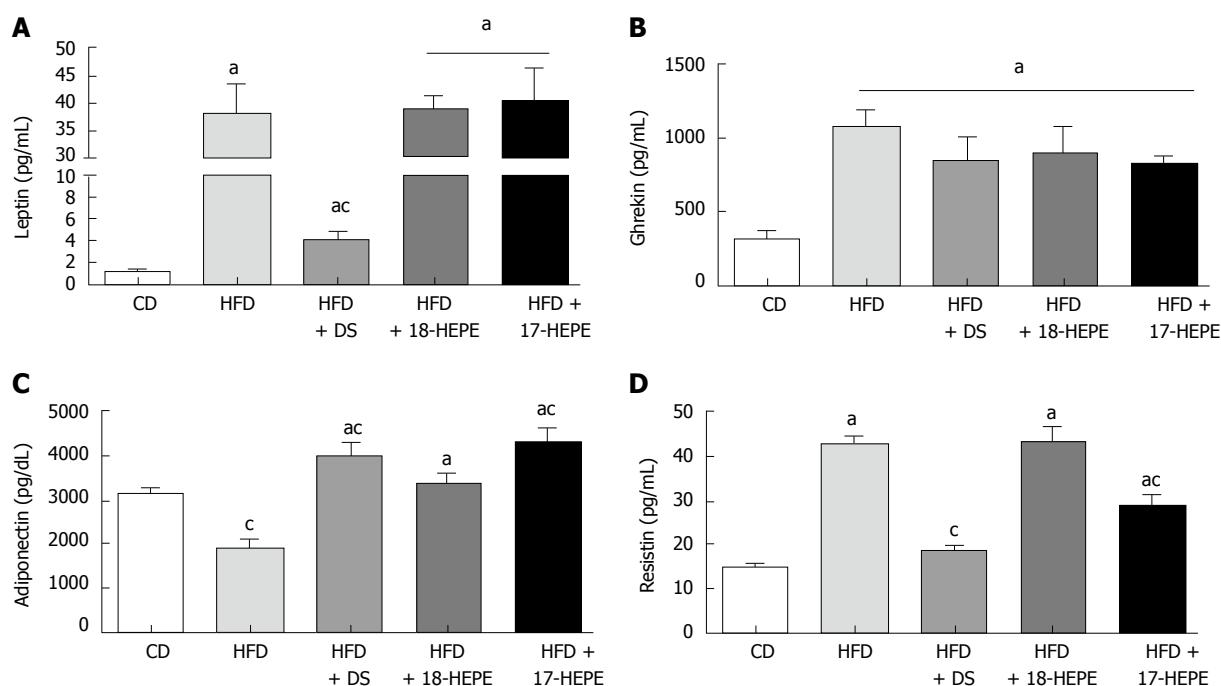 A
Leptin (pg/mL)
50
45
40
35
30
10
8
6
4
2
0
a
ac
a
CD
HFD
HFD
+ DS
HFD
+ 18-HEPE
HFD +
17-HEPE
B
Ghrekin (pg/mL)
1500
1000
500
0
a
CD
HFD
HFD
+ DS
HFD
+ 18-HEPE
HFD +
17-HEPE
C
Adiponectin (pg/dL)
5000
4000
3000
2000
1000
0
c
ac
a
ac
CD
HFD
HFD
+ DS
HFD
+ 18-HEPE
HFD +
17-HEPE
D
Resistin (pg/mL)
50
40
30
20
10
0
a
c
a
ac
CD
HFD
HFD
+ DS
HFD
+ 18-HEPE
HFD +
17-HEPE